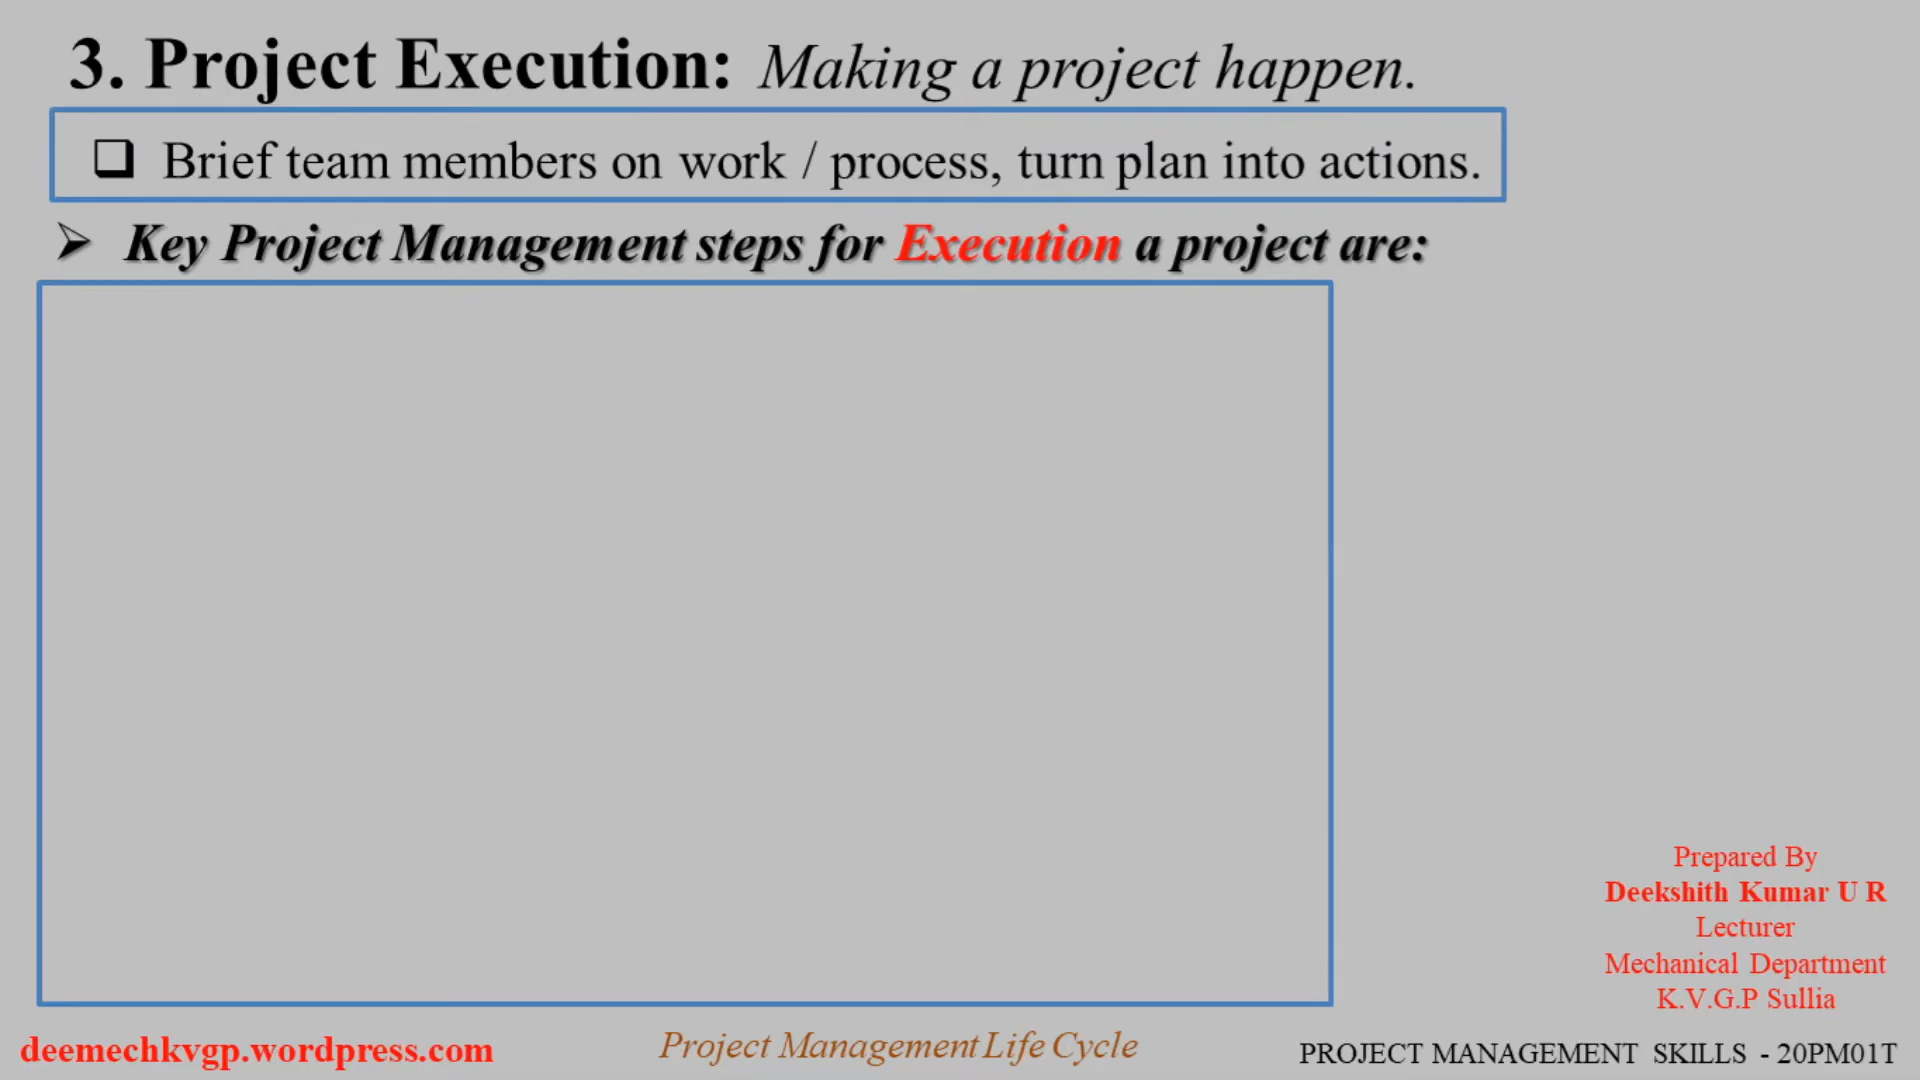 3. Project Execution: Making a project happen.
❑ Brief team members on work / process, turn plan into actions.
➢ Key Project Management steps for Execution a project are:
Prepared By
Deekshith Kumar U R
Lecturer
Mechanical Department
K.V.G.P Sullia
deemechkvgp.wordpress.com
Project Management Life Cycle
PROJECT MANAGEMENT SKILLS - 20PM01T